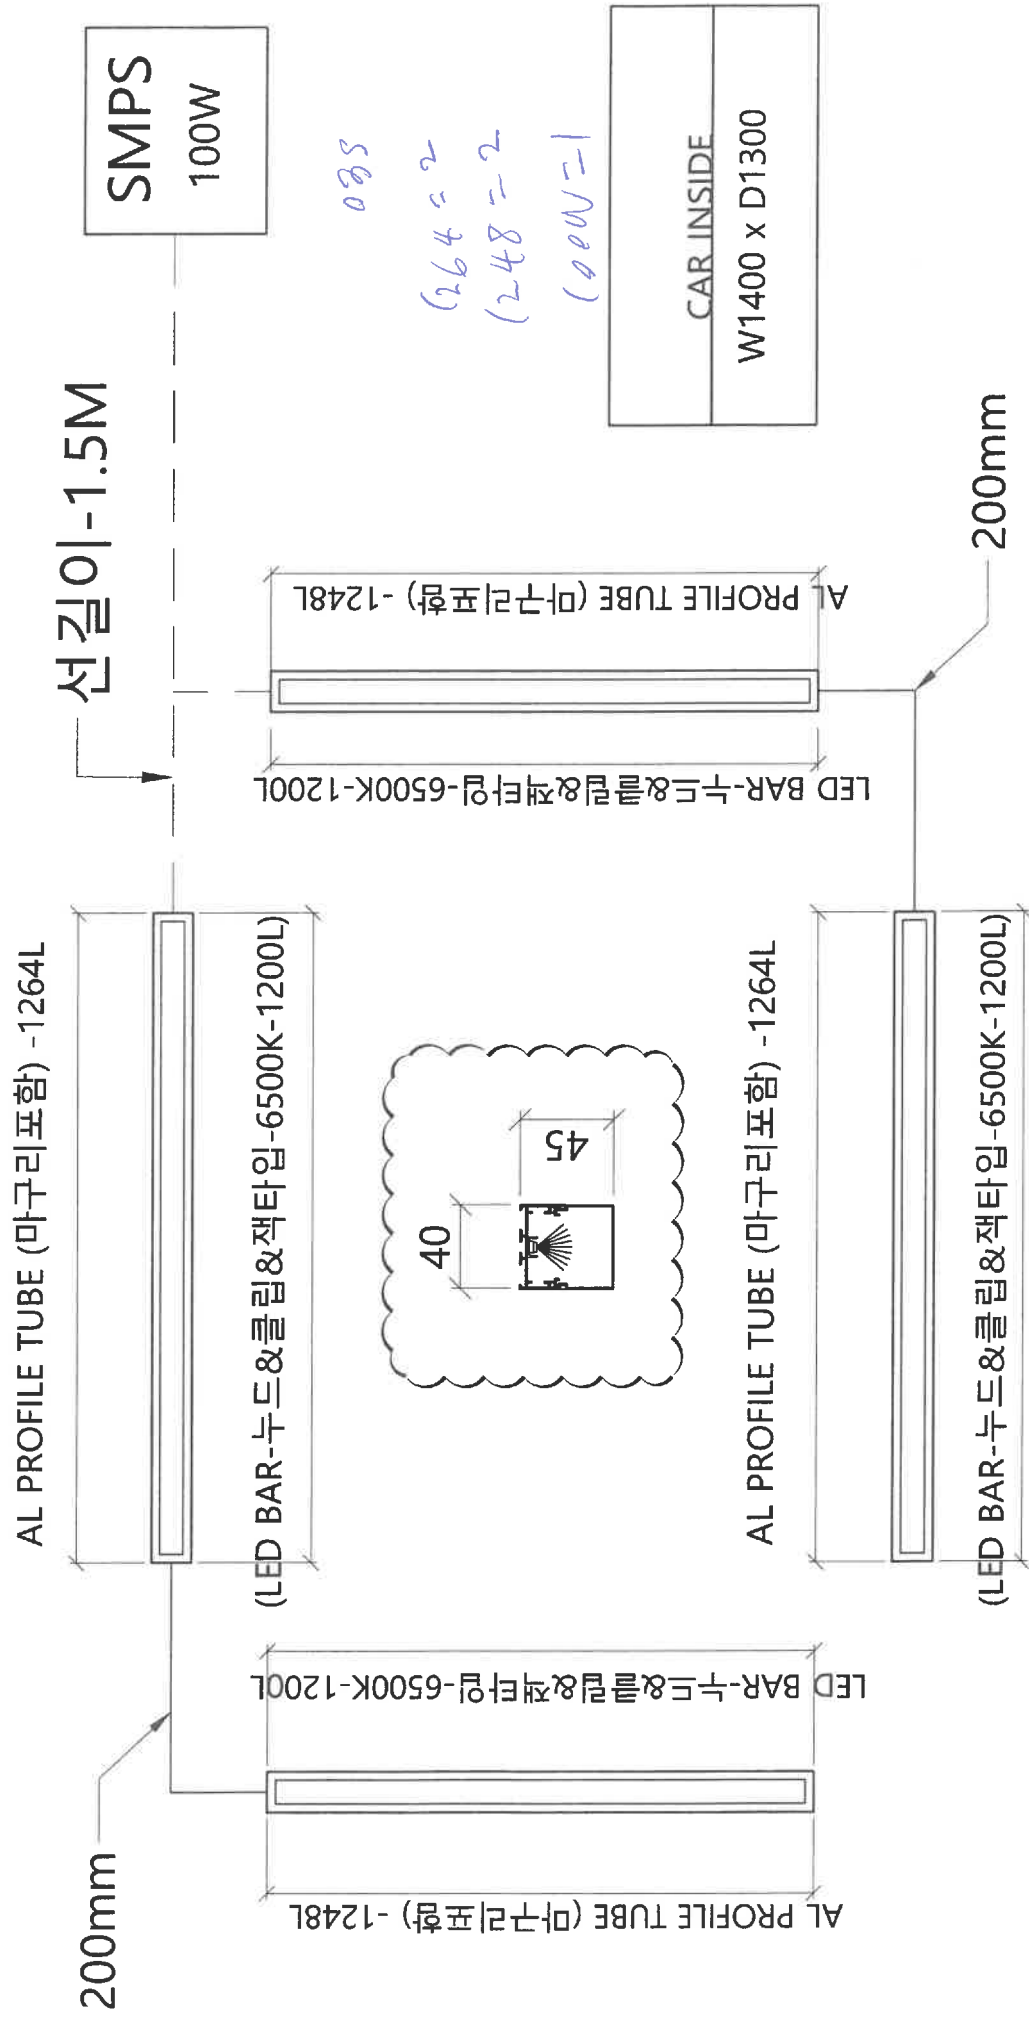 AL PROFILE TUBE (마구리포함) -1264L
선길이-1.5M
SMPS
100W
200mm
(LED BAR-누드&클립&잭타입-6500K-1200L)
LED BAR-누드&클립&잭타입-6500K-1200L
AL PROFILE TUBE (마구리포함) -1248L
40
45
LED BAR-누드&클립&잭타입-6500K-1200L
AL PROFILE TUBE (마구리포함) -1248L
1264=2
1248=2
100W=1
CAR INSIDE
W1400 x D1300
AL PROFILE TUBE (마구리포함) -1264L
(LED BAR-누드&클립&잭타입-6500K-1200L)
200mm